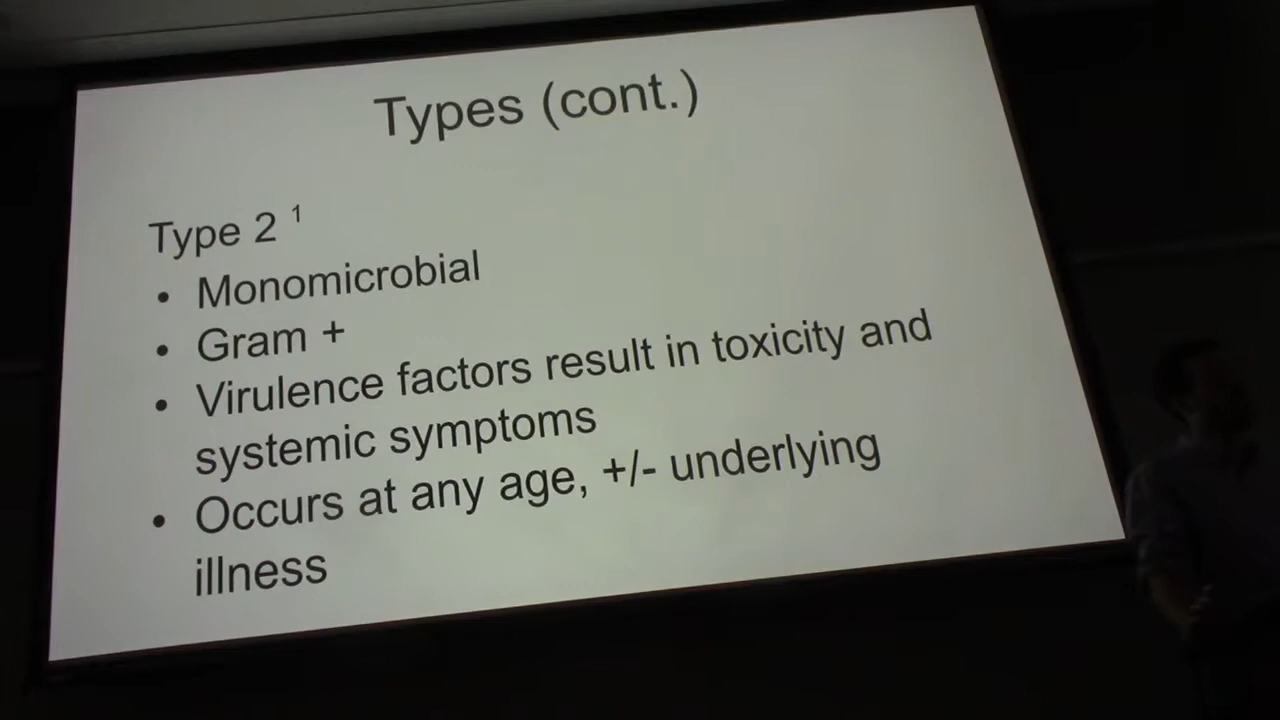 Types (cont.)
Type 2 ¹
• Monomicrobial
• Gram +
• Virulence factors result in toxicity and
systemic symptoms
• Occurs at any age, +/- underlying
illness